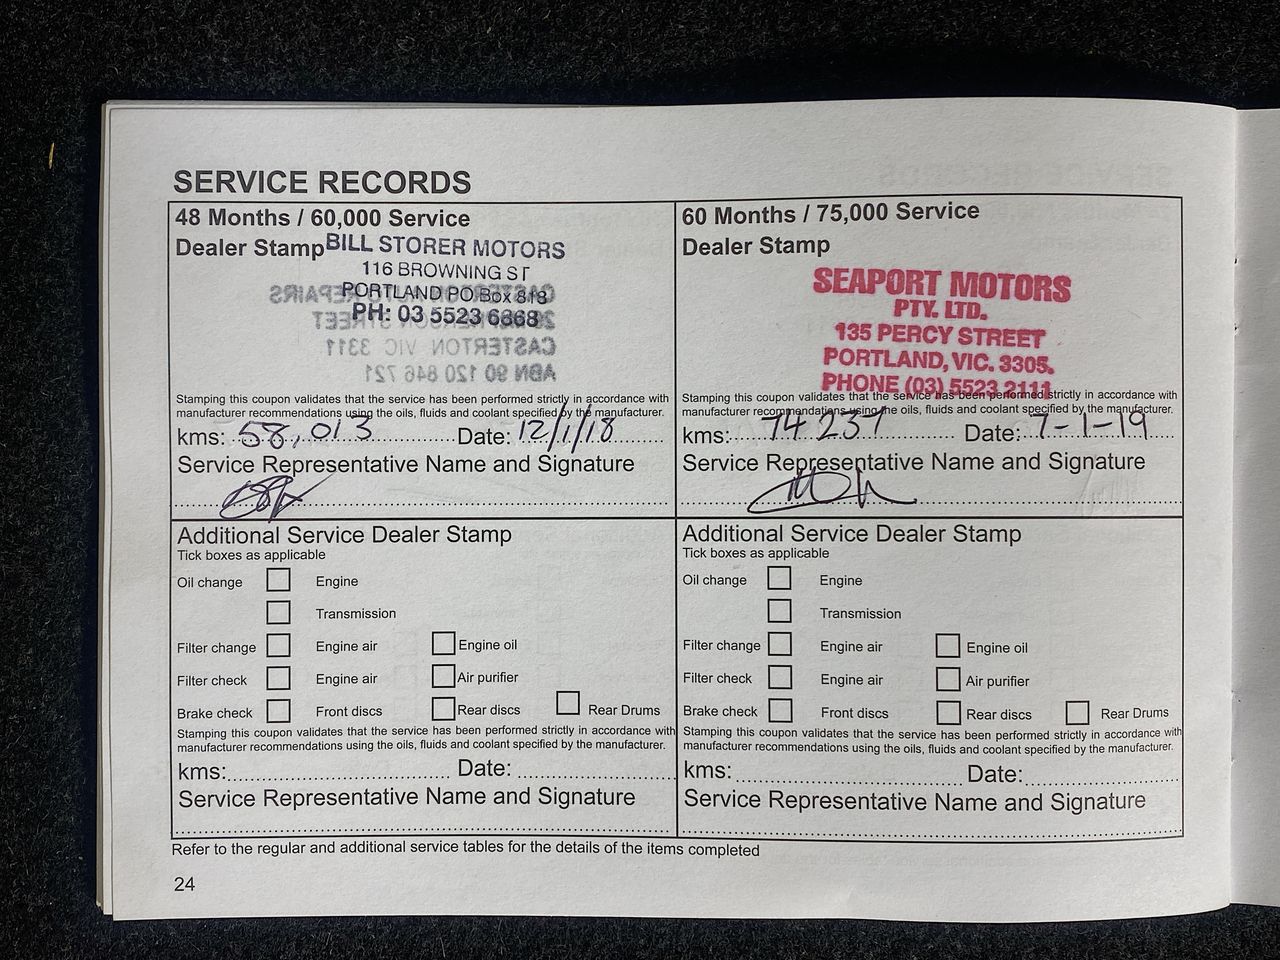 SERVICE RECORDS
48 Months / 60,000 Service
Dealer Stamp BILL STORER MOTORS
116 BROWNING ST
PORTLAND PO Box 818
PH: 03 5523 6868
CASTERTON VIC 3311
ABN 90 120 846 721
Stamping this coupon validates that the service has been performed strictly in accordance with
manufacturer recommendations using the oils, fluids and coolant specified by the manufacturer.
kms: 58,013 Date: 12/1/18
Service Representative Name and Signature
60 Months / 75,000 Service
Dealer Stamp
SEAPORT MOTORS
PTY. LTD.
135 PERCY STREET
PORTLAND, VIC. 3305.
PHONE (03) 5523 2111
Stamping this coupon validates that the service has been performed strictly in accordance with
manufacturer recommendations using the oils, fluids and coolant specified by the manufacturer.
kms: 74 237 Date: 7-1-19
Service Representative Name and Signature
Additional Service Dealer Stamp
Tick boxes as applicable
Oil change Engine
Transmission
Filter change Engine air Engine oil
Filter check Engine air Air purifier
Brake check Front discs Rear discs Rear Drums
Stamping this coupon validates that the service has been performed strictly in accordance with
manufacturer recommendations using the oils, fluids and coolant specified by the manufacturer.
kms: Date:
Service Representative Name and Signature
Additional Service Dealer Stamp
Tick boxes as applicable
Oil change Engine
Transmission
Filter change Engine air Engine oil
Filter check Engine air Air purifier
Brake check Front discs Rear discs Rear Drums
Stamping this coupon validates that the service has been performed strictly in accordance with
manufacturer recommendations using the oils, fluids and coolant specified by the manufacturer.
kms: Date:
Service Representative Name and Signature
Refer to the regular and additional service tables for the details of the items completed
24